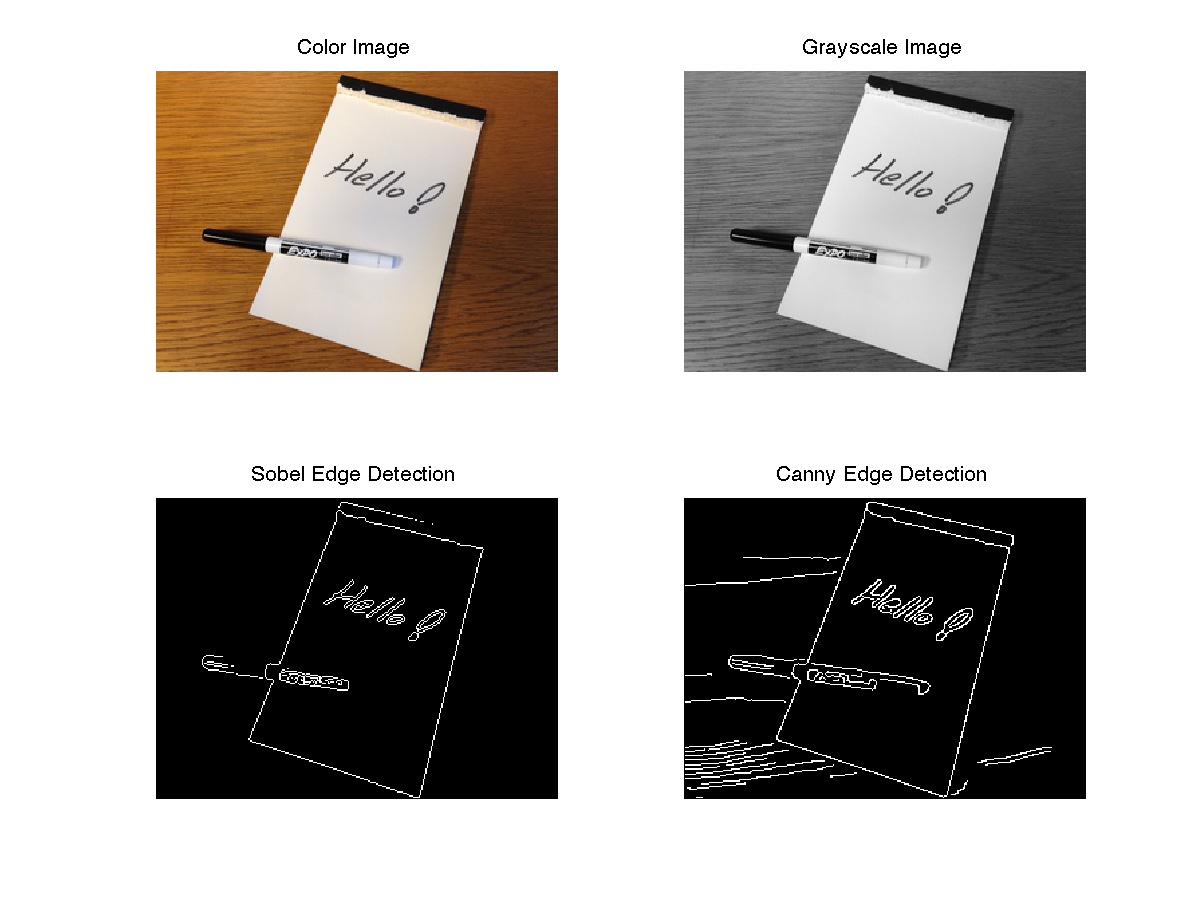 Color Image
Grayscale Image
Hello!
EXPO
Hello!
EXPO
Sobel Edge Detection
Canny Edge Detection
Hello!
Hello!